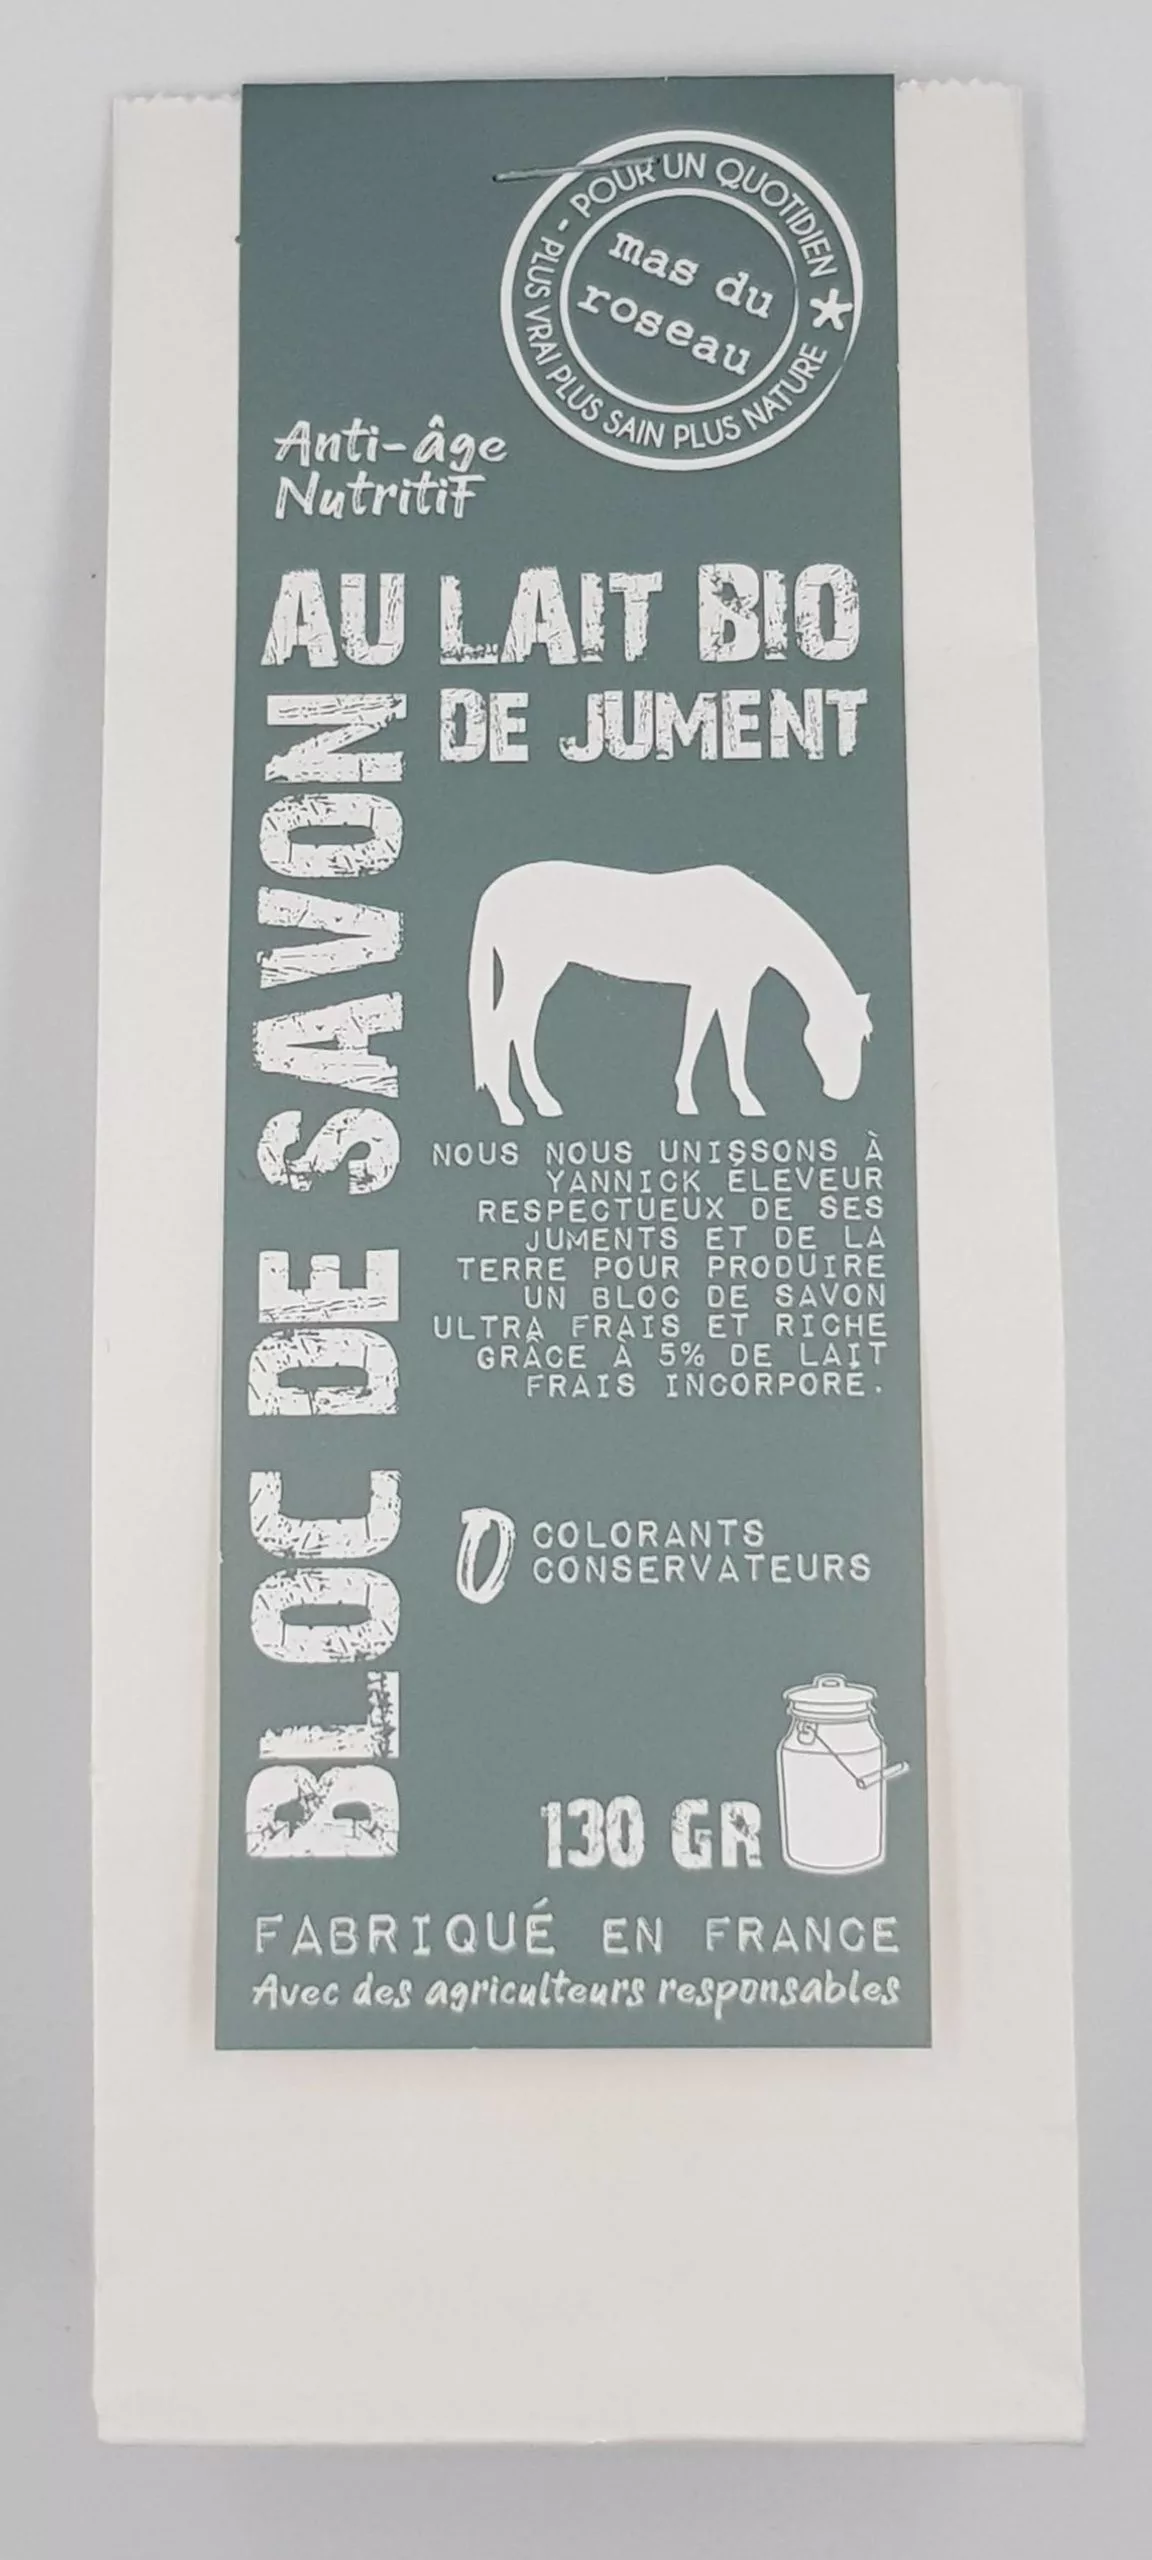 - POUR UN QUOTIDIEN * PLUS VRAI PLUS SAIN PLUS NATURE
mas du
roseau
Anti-âge
Nutritif
BLOC DE SAVON
AU LAIT BIO
DE JUMENT
NOUS NOUS UNISSONS À
YANNICK ÉLEVEUR
RESPECTUEUX DE SES
JUMENTS ET DE LA
TERRE POUR PRODUIRE
UN BLOC DE SAVON
ULTRA FRAIS ET RICHE
GRÂCE À 5% DE LAIT
FRAIS INCORPORÉ.
0 COLORANTS
CONSERVATEURS
130 GR
FABRIQUÉ EN FRANCE
Avec des agriculteurs responsables